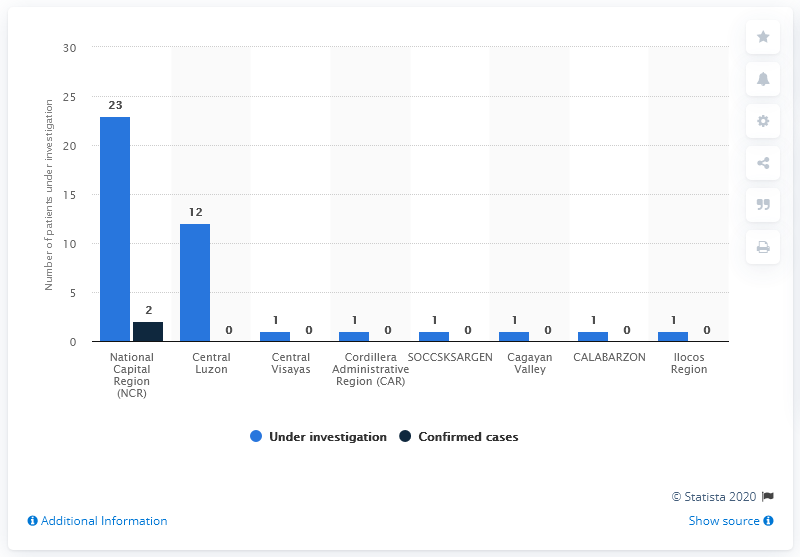 Number of patients under investigation
30
25
20
15
10
5
0
23
2
12
0
1
0
1
0
1
0
1
0
1
0
1
0
National
Capital
Region
(NCR)
Central
Luzon
Central
Visayas
Cordillera
Administrative
Region (CAR)
SOCCSKSARGEN
Cagayan
Valley
CALABARZON
Ilocos
Region
Under investigation
Confirmed cases
© Statista 2020
Additional Information
Show source